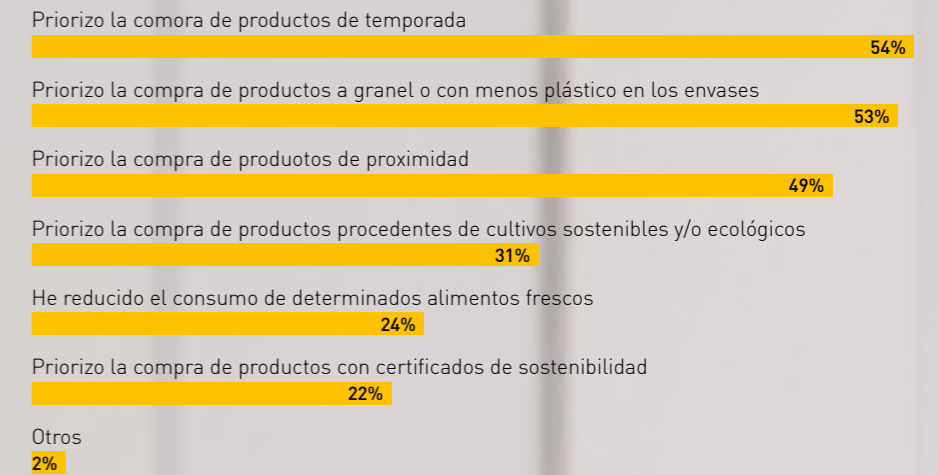 Priorizo la comora de productos de temporada
54%
Priorizo la compra de productos a granel o con menos plástico en los envases
53%
Priorizo la compra de produotos de proximidad
49%
Priorizo la compra de productos procedentes de cultivos sostenibles y/o ecológicos
31%
He reducido el consumo de determinados alimentos frescos
24%
Priorizo la compra de productos con certificados de sostenibilidad
22%
Otros
2%